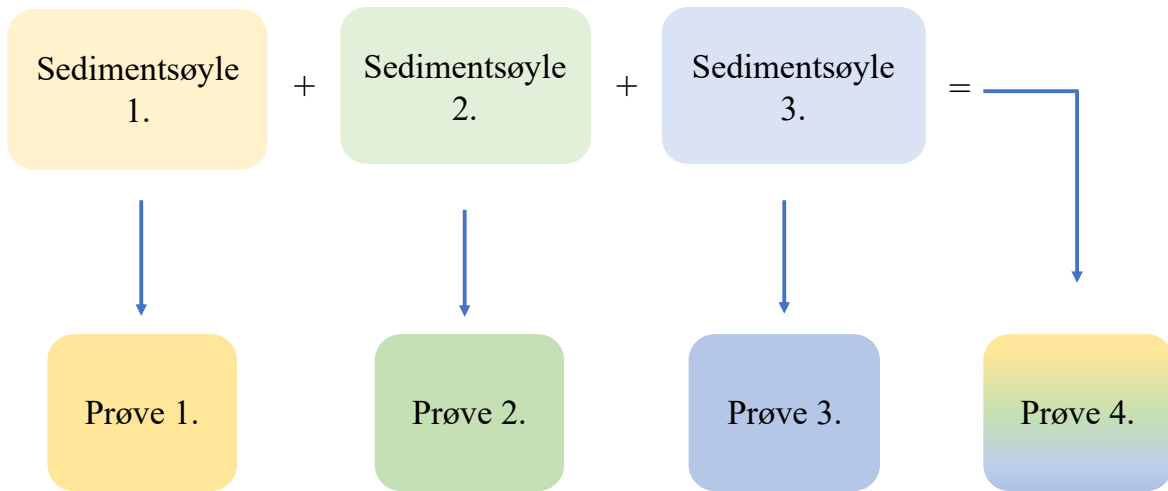 Sedimentsøyle
1.
+
Sedimentsøyle
2.
+
Sedimentsøyle
3.
=
Prøve 1.
Prøve 2.
Prøve 3.
Prøve 4.